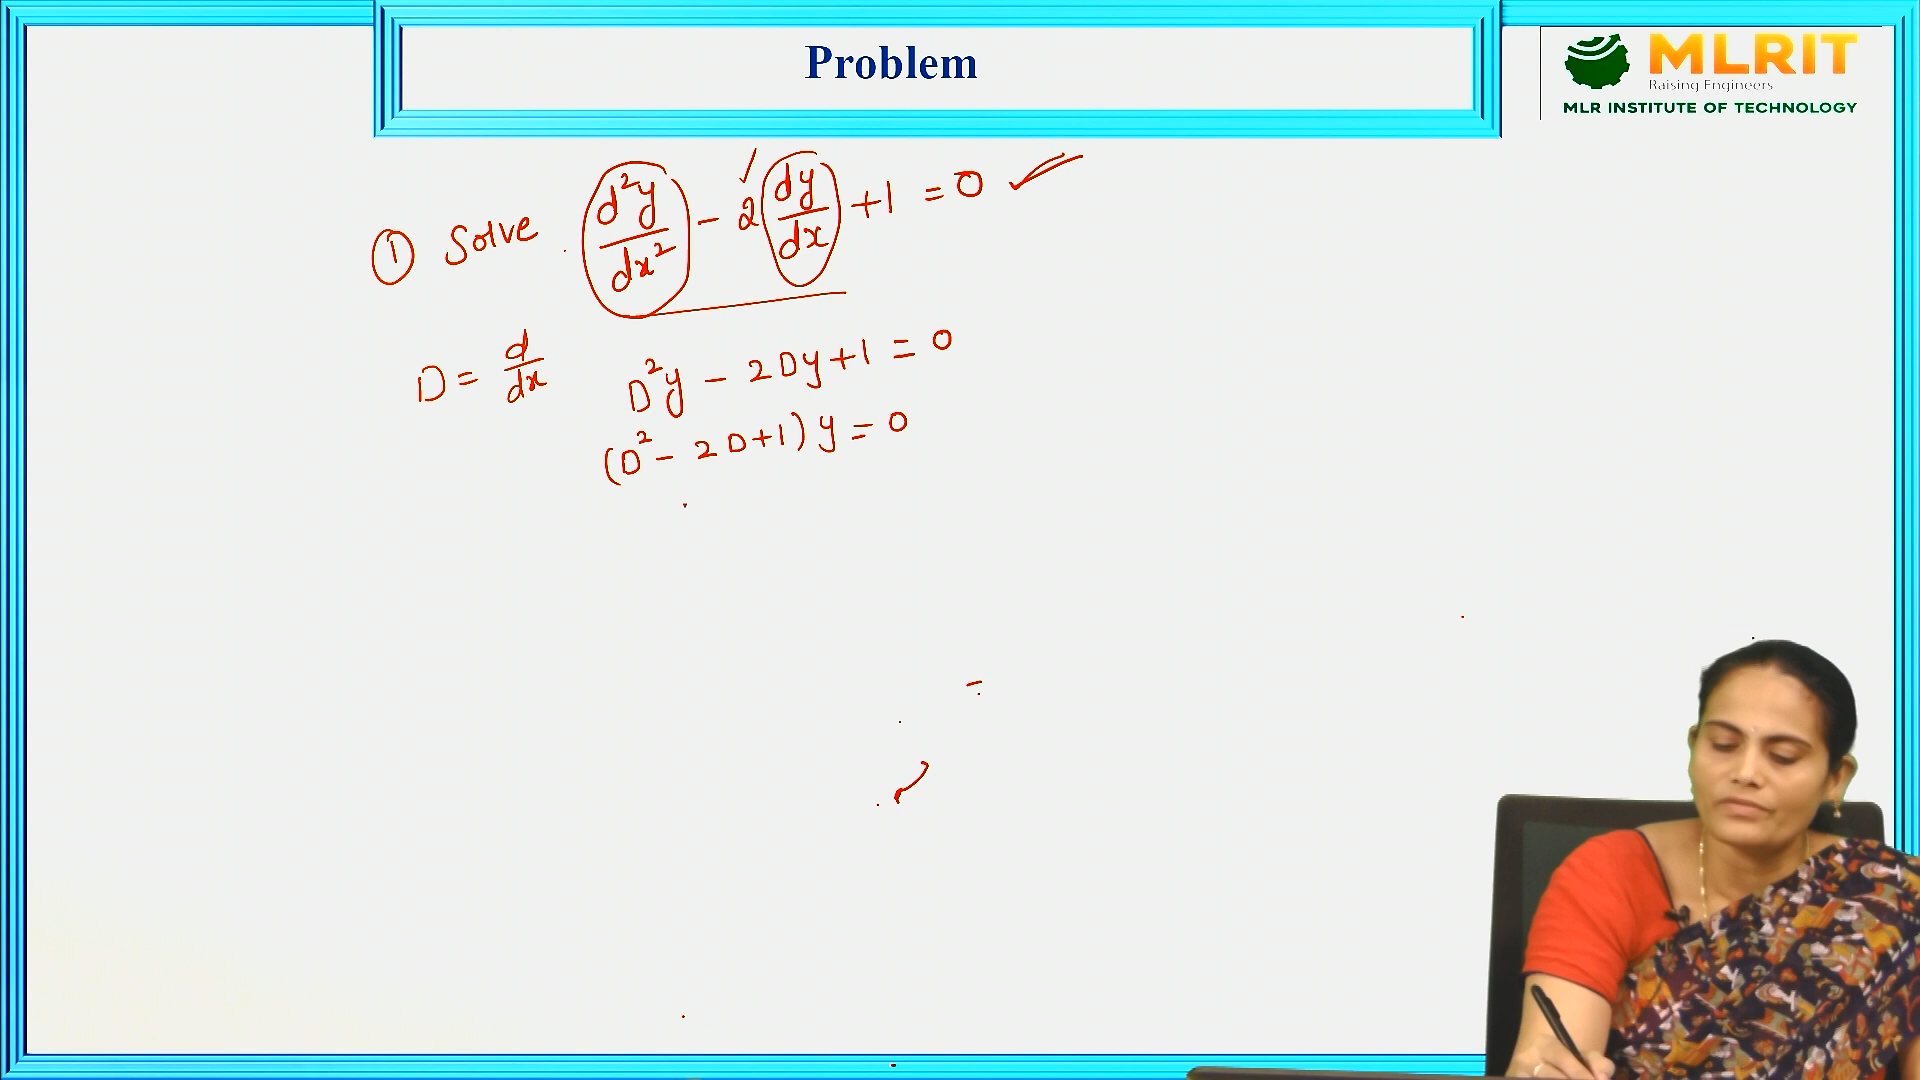 Problem
MLRIT
Raising Engineers
MLR INSTITUTE OF TECHNOLOGY
① Solve d²y/dx² - 2 dy/dx + 1 = 0
D = d/dx
D²y - 2Dy + 1 = 0
(D² - 2D + 1) y = 0